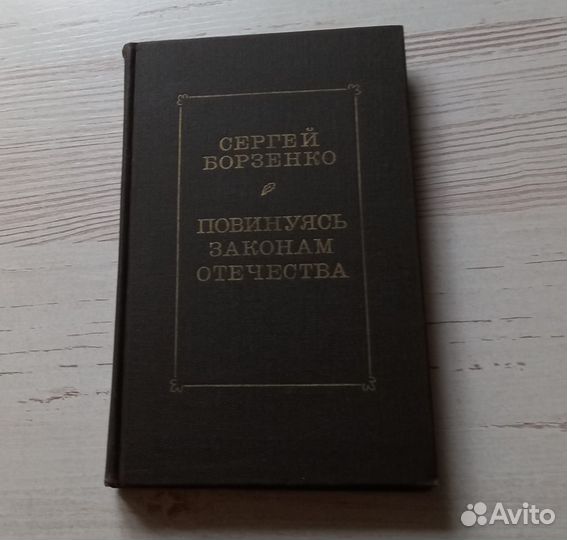 СЕРГЕЙ
БОРЗЕНКО
ПОВИНУЯСЬ
ЗАКОНАМ
ОТЕЧЕСТВА
Avito